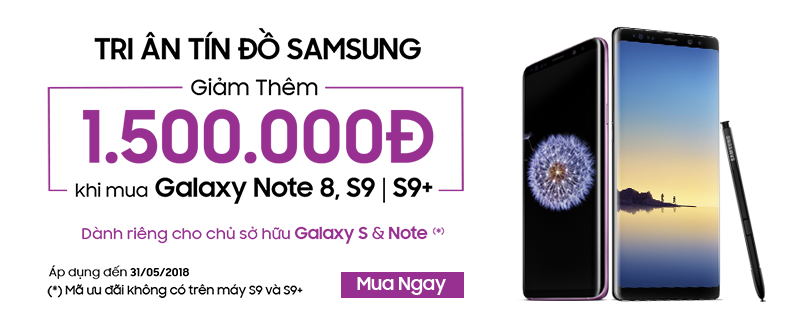 TRI ÂN TÍN ĐỒ SAMSUNG
Giảm Thêm
1.500.000Đ
khi mua Galaxy Note 8, S9 | S9+
Dành riêng cho chủ sở hữu Galaxy S & Note (*)
Áp dụng đến 31/05/2018
(*) Mã ưu đãi không có trên máy S9 và S9+
Mua Ngay
SAMSUNG